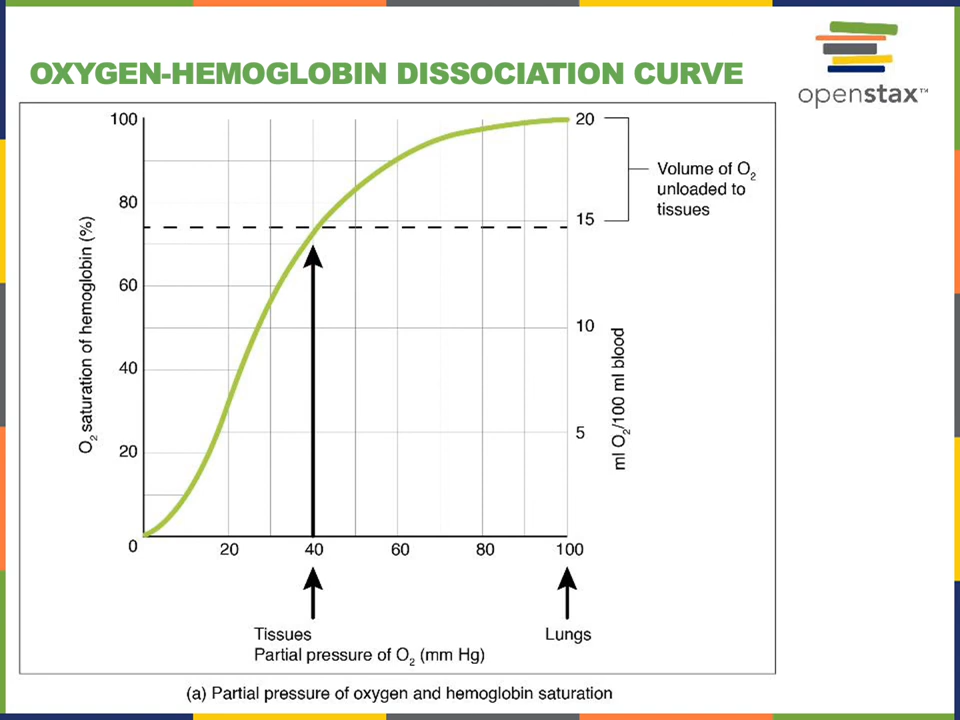 OXYGEN-HEMOGLOBIN DISSOCIATION CURVE
openstax™
O2 saturation of hemoglobin (%)
100
80
60
40
20
0
20
40
60
80
100
20
15
10
5
ml O2/100 ml blood
Volume of O2
unloaded to
tissues
Tissues
Lungs
Partial pressure of O2 (mm Hg)
(a) Partial pressure of oxygen and hemoglobin saturation